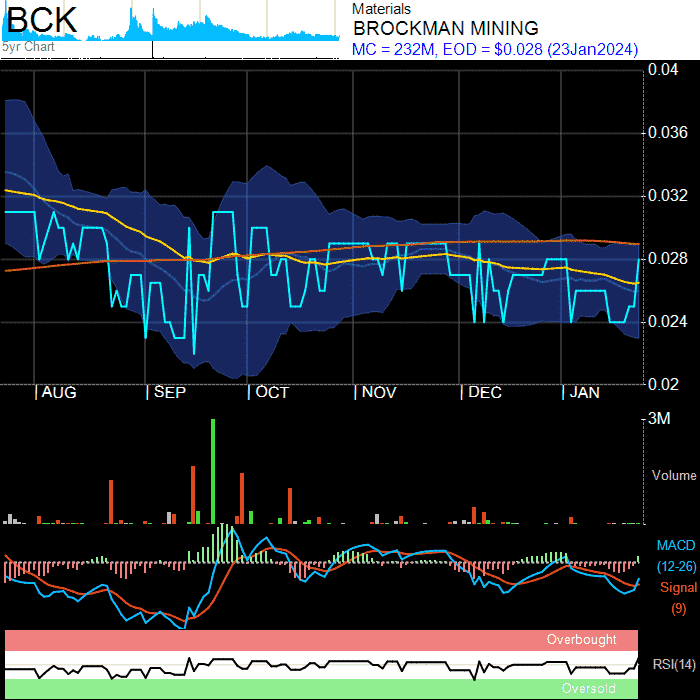 BCK
5yr Chart
Materials
BROCKMAN MINING
MC = 232M, EOD = $0.028 (23Jan2024)
0.04
0.036
0.032
0.028
0.024
0.02
AUG SEP OCT NOV DEC JAN
3M
Volume
MACD
(12-26)
Signal
(9)
Overbought
RSI(14)
Oversold